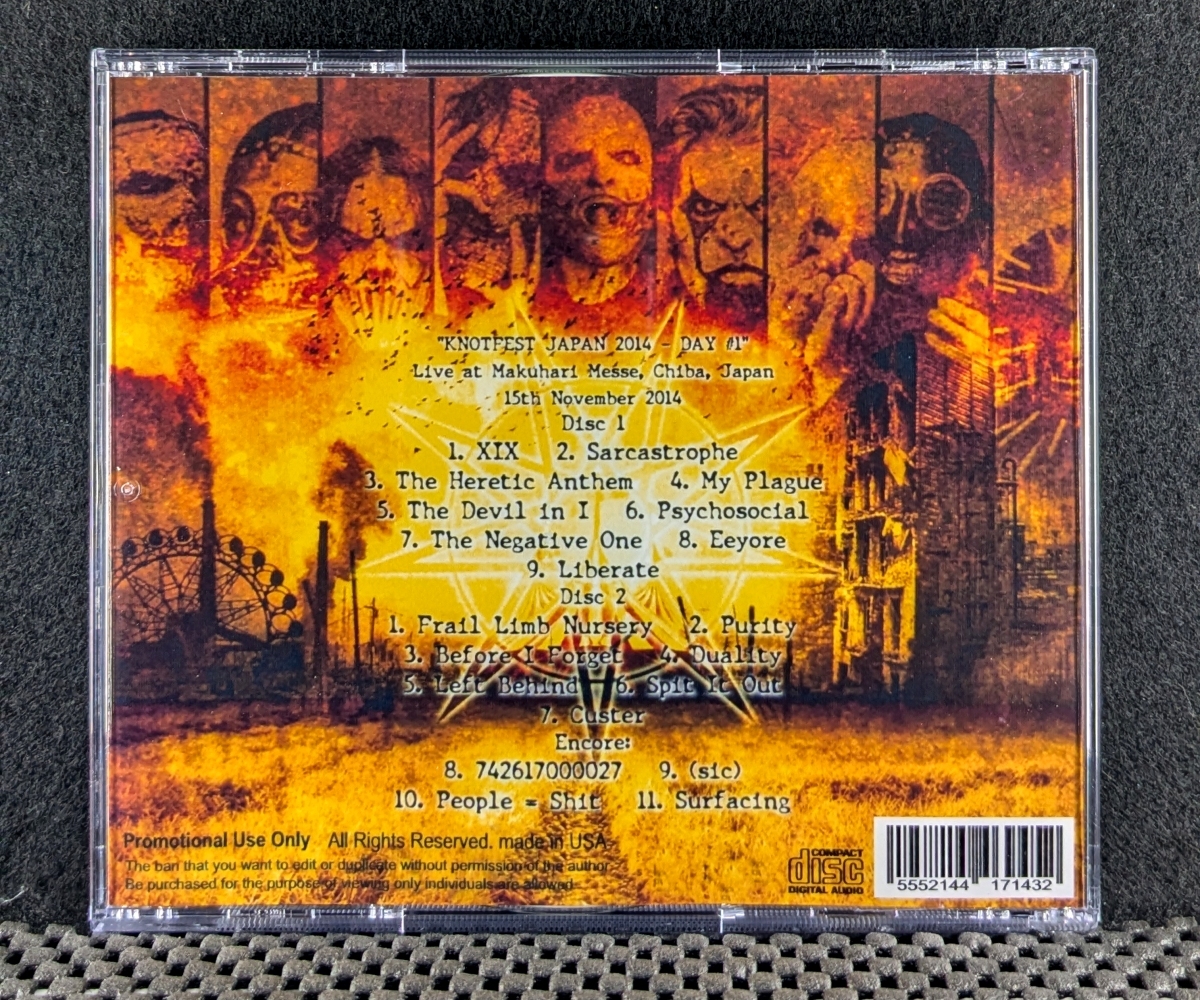 "KNOTFEST JAPAN 2014 - DAY #1"
Live at Makuhari Messe, Chiba, Japan
15th November 2014
Disc 1
1. XIX 2. Sarcastrophe
3. The Heretic Anthem 4. My Plague
5. The Devil in I 6. Psychosocial
7. The Negative One 8. Eeyore
9. Liberate
Disc 2
1. Frail Limb Nursery 2. Purity
3. Before I Forget 4. Duality
5. Left Behind 6. Spit It Out
7. Custer
Encore:
8. 742617000027 9. (sic)
10. People = Shit 11. Surfacing
Promotional Use Only All Rights Reserved. made in USA
The ban that you want to edit or duplicate without permission of the author.
Be purchased for the purpose of viewing only individuals are allowed.
COMPACT
disc
DIGITAL AUDIO
5552144 171432